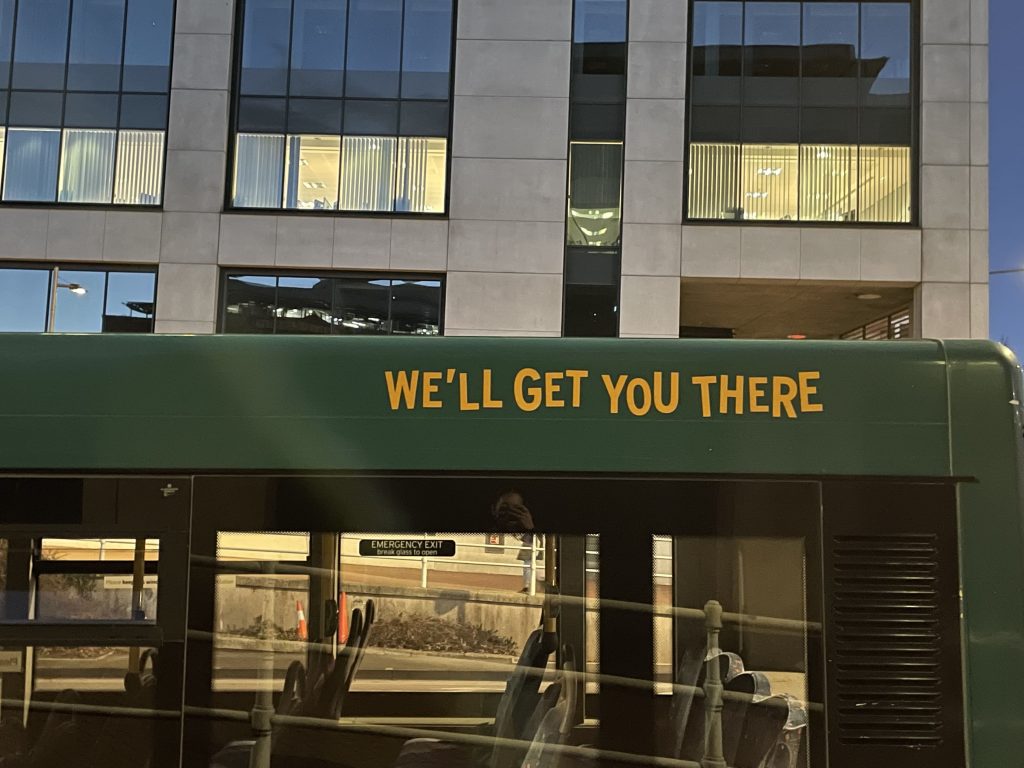 WE'LL GET YOU THERE
EMERGENCY EXIT
break glass to open